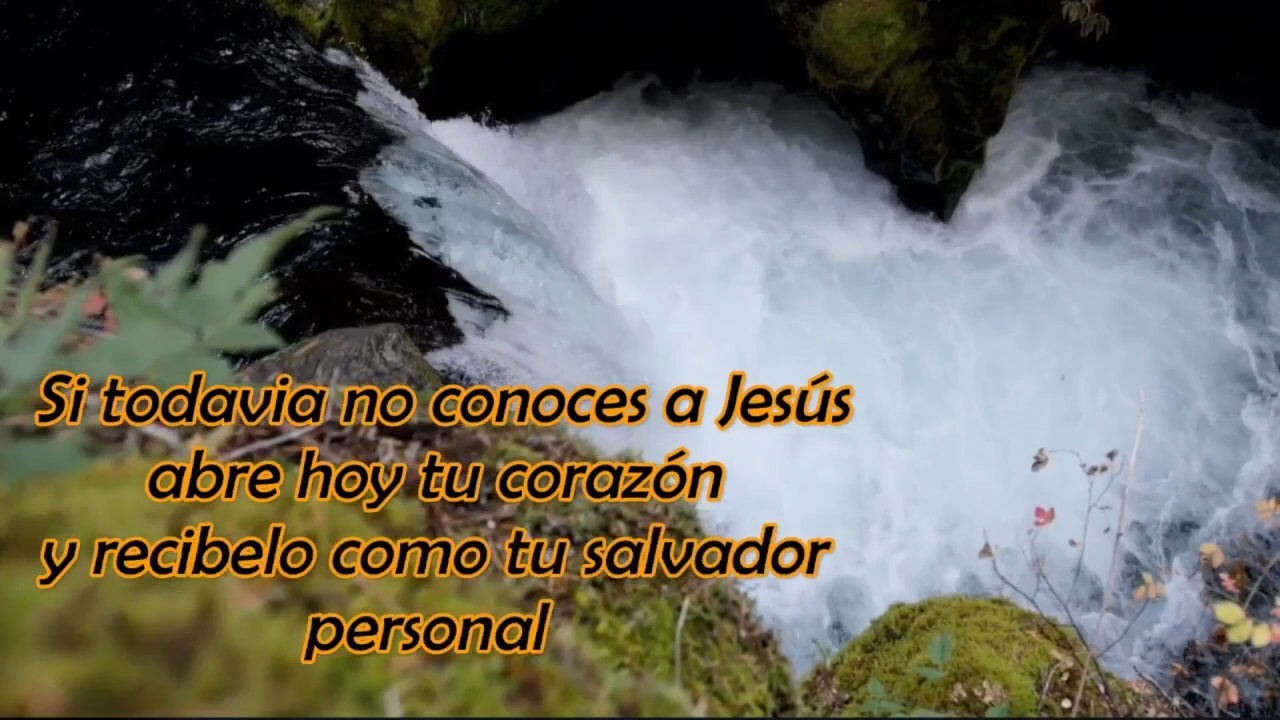 Si todavia no conoces a Jesús
abre hoy tu corazón
y recibelo como tu salvador
personal